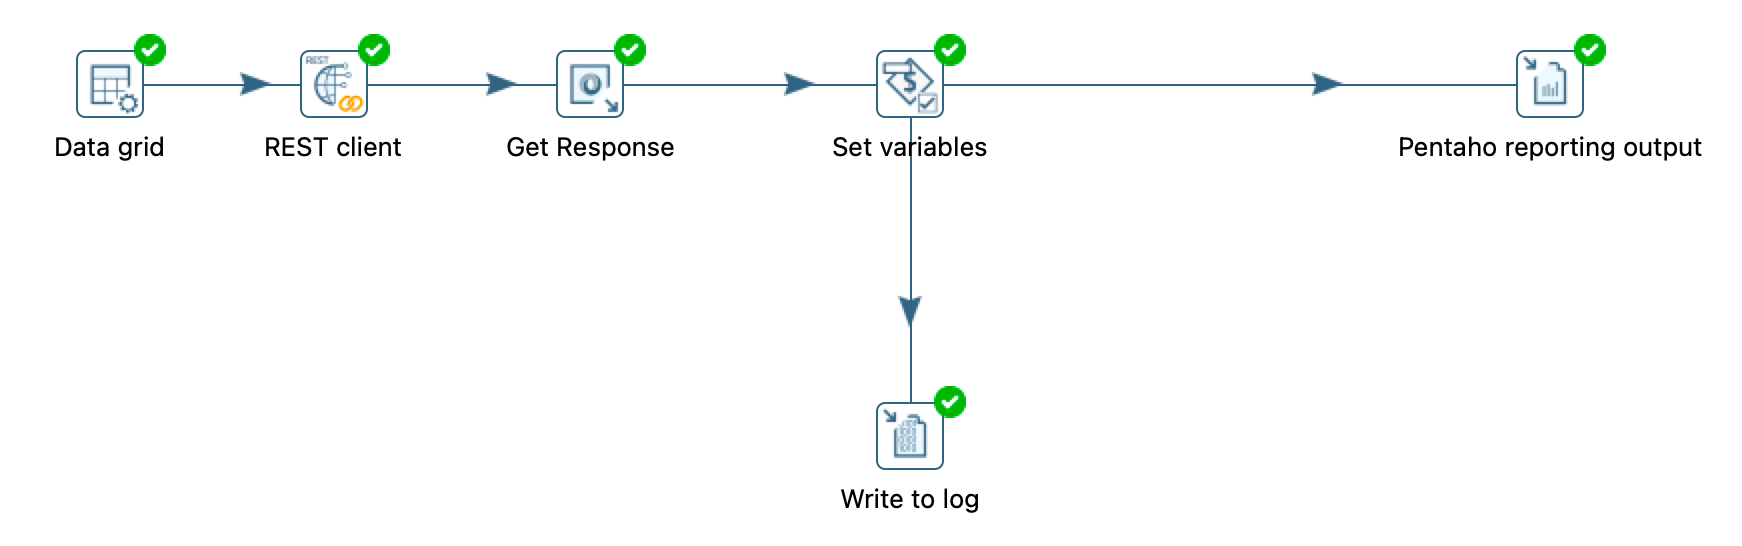 REST
Data grid
REST client
Get Response
Set variables
Pentaho reporting output
Write to log